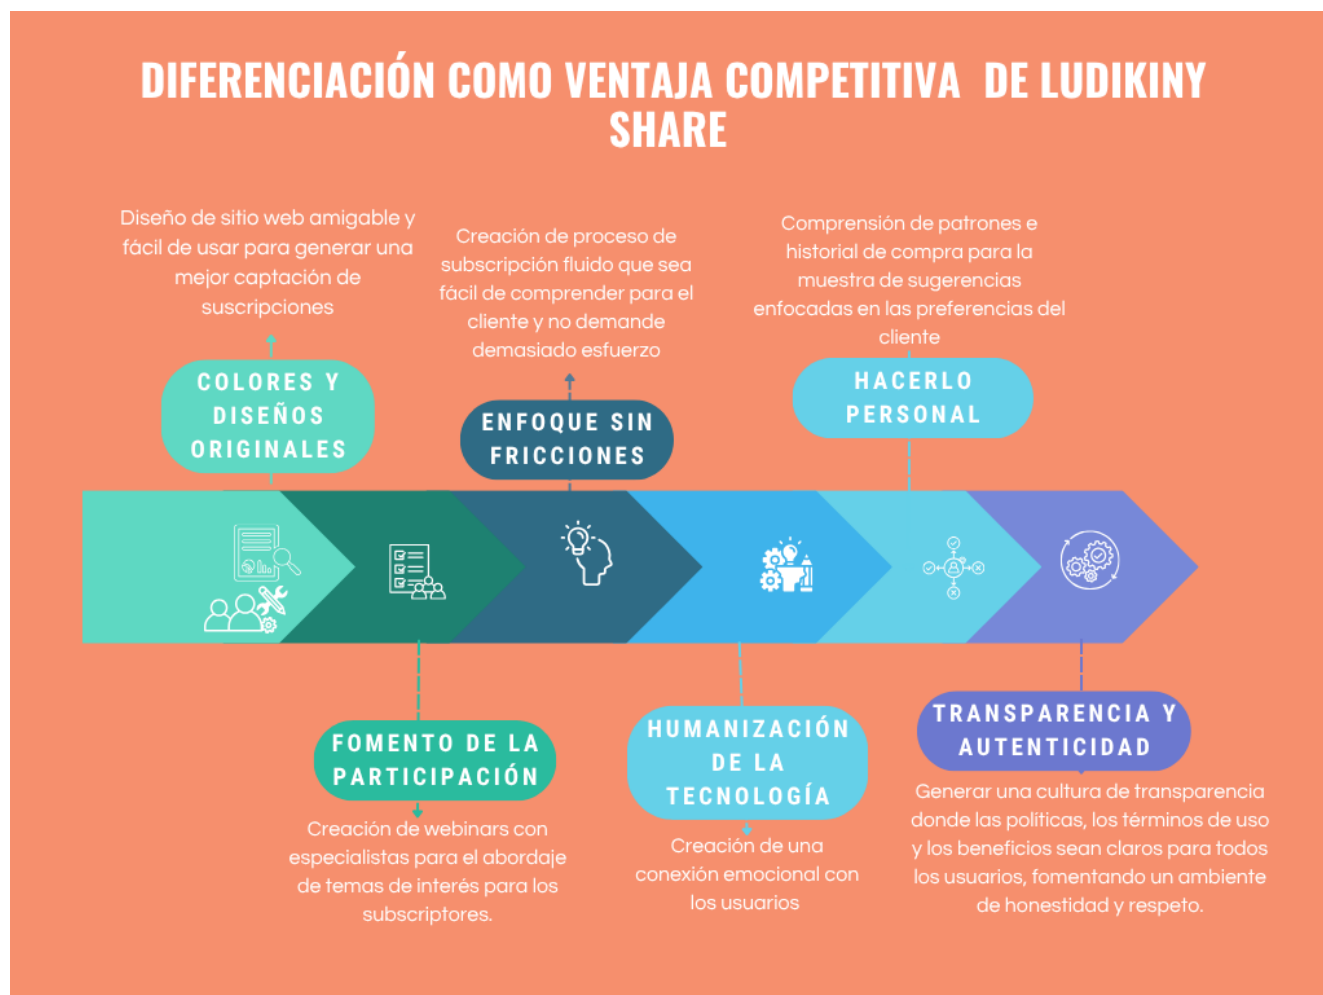 DIFERENCIACIÓN COMO VENTAJA COMPETITIVA DE LUDIKINY
SHARE
Diseño de sitio web amigable y
fácil de usar para generar una
mejor captación de
suscripciones
COLORES Y
DISEÑOS
ORIGINALES
FOMENTO DE LA
PARTICIPACIÓN
Creación de webinars con
especialistas para el abordaje
de temas de interés para los
subscriptores.
Creación de proceso de
subscripción fluido que sea
fácil de comprender para el
cliente y no demande
demasiado esfuerzo
ENFOQUE SIN
FRICCIONES
HUMANIZACIÓN
DE LA
TECNOLOGÍA
Creación de una
conexión emocional con
los usuarios
Comprensión de patrones e
historial de compra para la
muestra de sugerencias
enfocadas en las preferencias del
cliente
HACERLO
PERSONAL
TRANSPARENCIA Y
AUTENTICIDAD
Generar una cultura de transparencia
donde las politicas, los términos de uso
y los beneficios sean claros para todos
los usuarios, fomentando un ambiente
de honestidad y respeto.